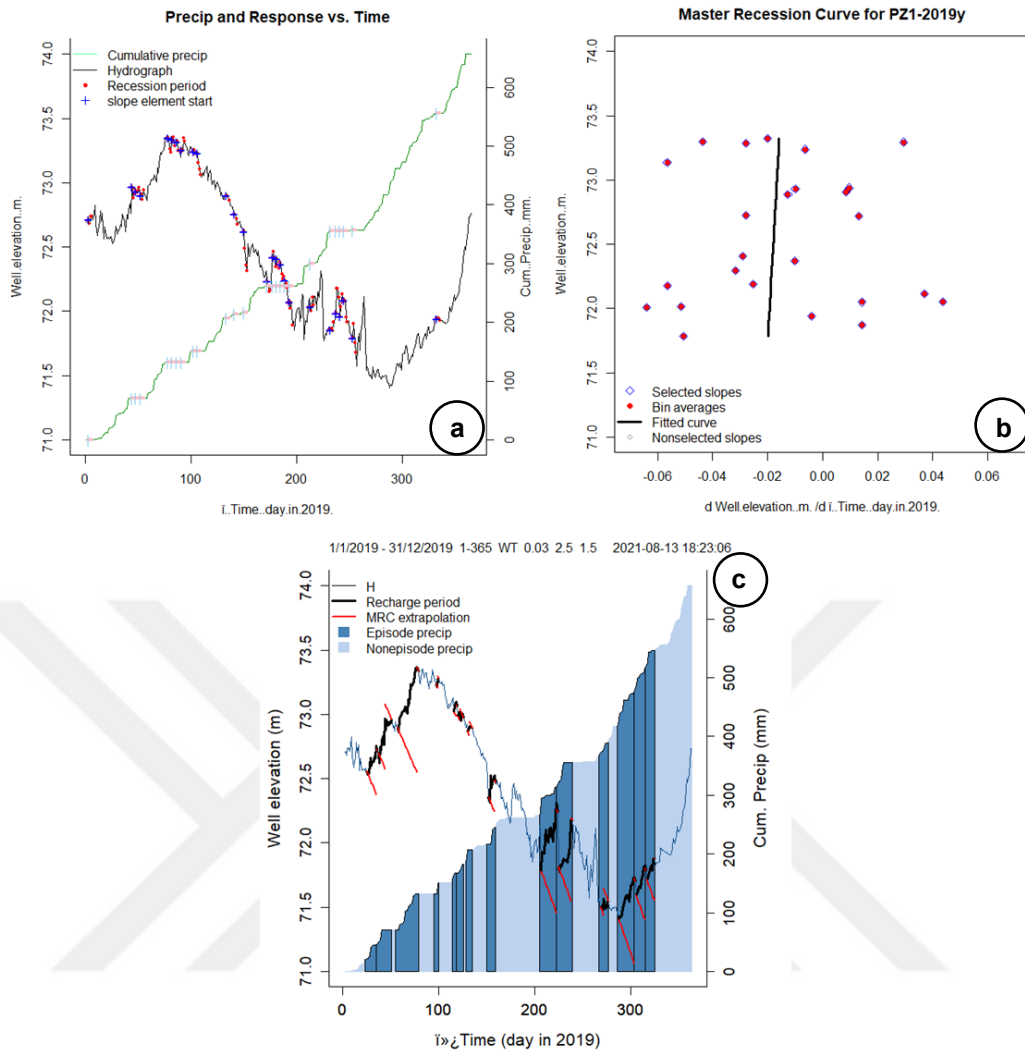 Precip and Response vs. Time
74.0
73.5
73.0
72.5
72.0
71.5
71.0
Well.elevation..m.
Cumulative precip
Hydrograph
Recession period
slope element start
600
500
400
300
200
100
0
Cum..Precip..mm.
a
0 100 200 300
ï..Time..day.in.2019.
Master Recession Curve for PZ1-2019y
74.0
73.5
73.0
72.5
72.0
71.5
71.0
Well.elevation..m.
Selected slopes
Bin averages
Fitted curve
Nonselected slopes
b
-0.06 -0.04 -0.02 0.00 0.02 0.04 0.06
d Well.elevation..m. /d ï..Time..day.in.2019.
1/1/2019 - 31/12/2019 1-365 WT 0.03 2.5 1.5 2021-08-13 18:23:06
74.0
73.5
73.0
72.5
72.0
71.5
71.0
Well elevation (m)
H
Recharge period
MRC extrapolation
Episode precip
Nonepisode precip
c
600
500
400
300
200
100
0
Cum. Precip (mm)
0 100 200 300
ï»¿Time (day in 2019)